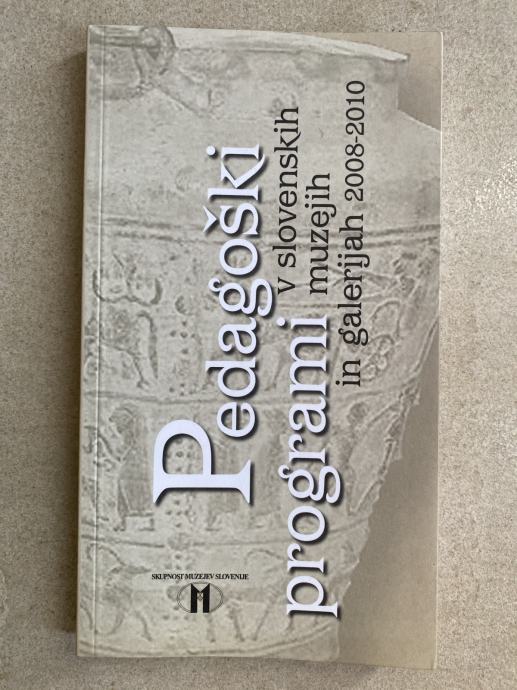 Pedagoški
programi v slovenskih
muzejih
in galerijah 2008-2010
SKUPNOST MUZEJEV SLOVENIJE
M